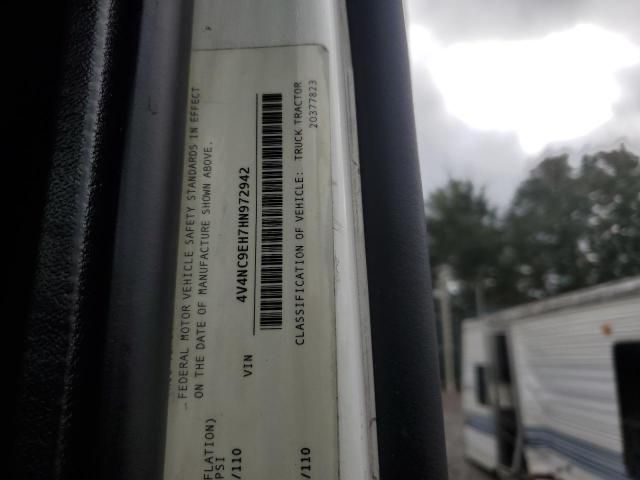 FEDERAL MOTOR VEHICLE SAFETY STANDARDS IN EFFECT
ON THE DATE OF MANUFACTURE SHOWN ABOVE.
FLATION) VIN 4V4NC9EH7HN972942
PSI
/110
CLASSIFICATION OF VEHICLE: TRUCK TRACTOR
/110 20377823